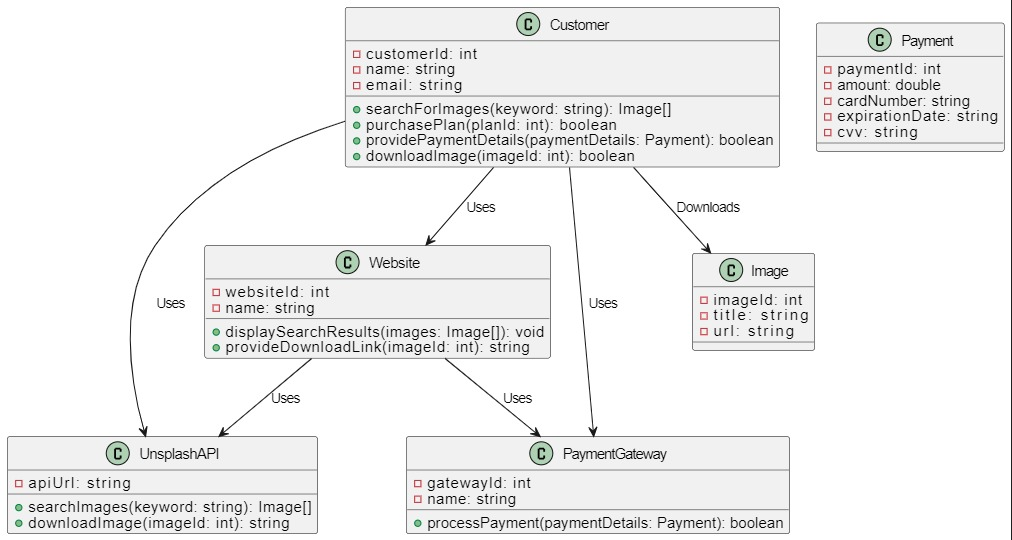 C Customer
customerId: int
name: string
email: string
searchForImages(keyword: string): Image[]
purchasePlan(planId: int): boolean
providePaymentDetails(paymentDetails: Payment): boolean
downloadImage(imageId: int): boolean
C Payment
paymentId: int
amount: double
cardNumber: string
expirationDate: string
cvv: string
Uses
Downloads
C Website
websiteId: int
name: string
displaySearchResults(images: Image[]): void
provideDownloadLink(imageId: int): string
C Image
imageId: int
title: string
url: string
Uses
Uses
Uses
Uses
C UnsplashAPI
apiUrl: string
searchImages(keyword: string): Image[]
downloadImage(imageId: int): string
C PaymentGateway
gatewayId: int
name: string
processPayment(paymentDetails: Payment): boolean